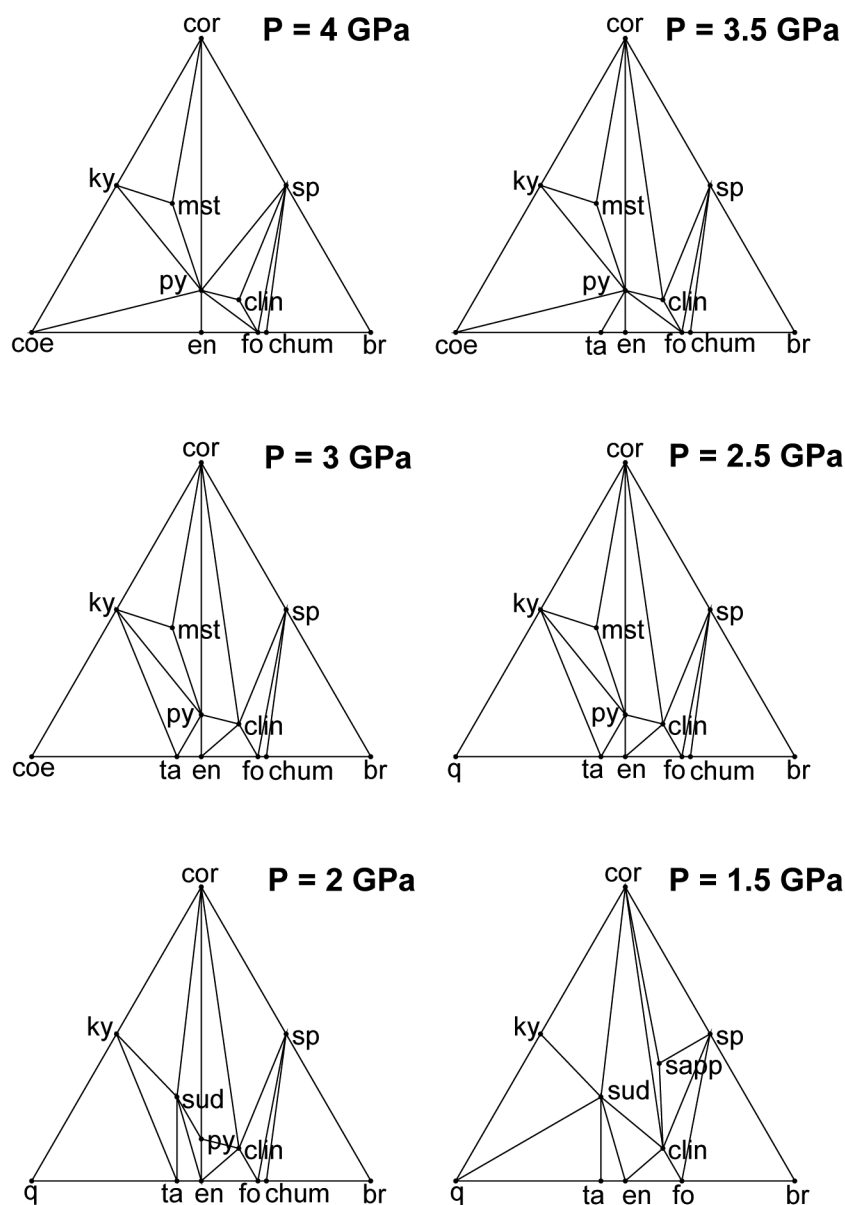 cor
P = 4 GPa
ky
sp
mst
py
clin
coe
en
fo
chum
br
cor
P = 3.5 GPa
ky
sp
mst
py
clin
coe
ta
en
fo
chum
br
cor
P = 3 GPa
ky
sp
mst
py
clin
coe
ta
en
fo
chum
br
cor
P = 2.5 GPa
ky
sp
mst
py
clin
q
ta
en
fo
chum
br
cor
P = 2 GPa
ky
sp
sud
py
clin
q
ta
en
fo
chum
br
cor
P = 1.5 GPa
ky
sp
sapp
sud
clin
q
ta
en
fo
br